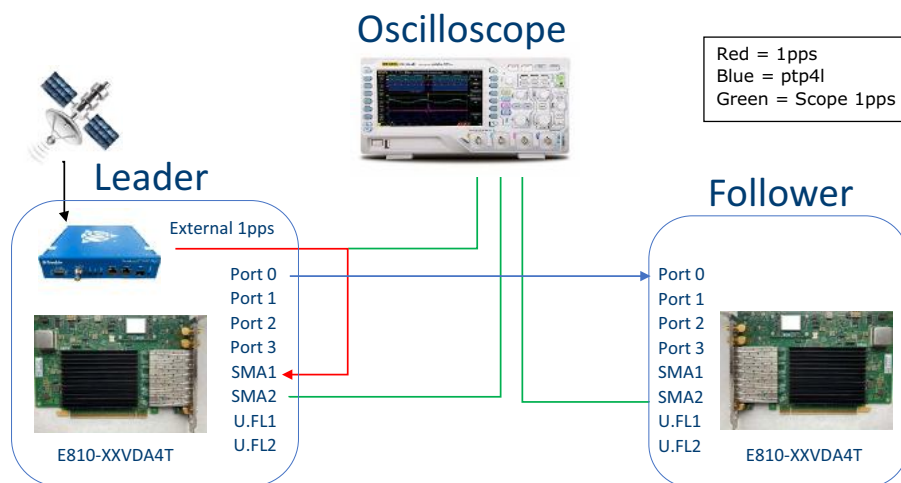 Oscilloscope
Red = 1pps
Blue = ptp4l
Green = Scope 1pps
Leader
External 1pps
Port 0
Port 1
Port 2
Port 3
SMA1
SMA2
U.FL1
U.FL2
E810-XXVDA4T
Follower
Port 0
Port 1
Port 2
Port 3
SMA1
SMA2
U.FL1
U.FL2
E810-XXVDA4T